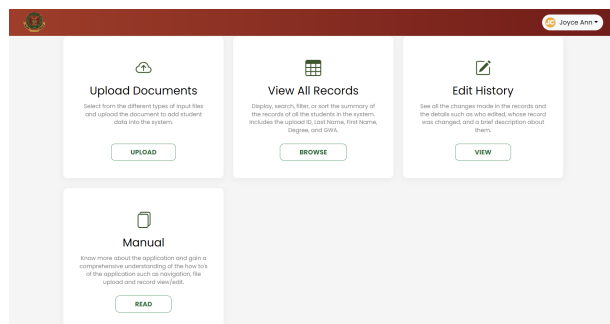 JC Joyce Ann
Upload Documents
Select from the different types of input files
and upload the document to add student
data into the system.
UPLOAD
View All Records
Display, search, filter, or sort the summary of
the records of all the students in the system.
Includes the upload ID, Last Name, First Name,
Degree, and GWA.
BROWSE
Edit History
See all the changes made in the records and
the details such as who edited, whose record
was changed, and a brief description about
them.
VIEW
Manual
Know more about the application and gain a
comprehensive understanding of the how to's
of the application such as navigation, file
upload and record view/edit.
READ